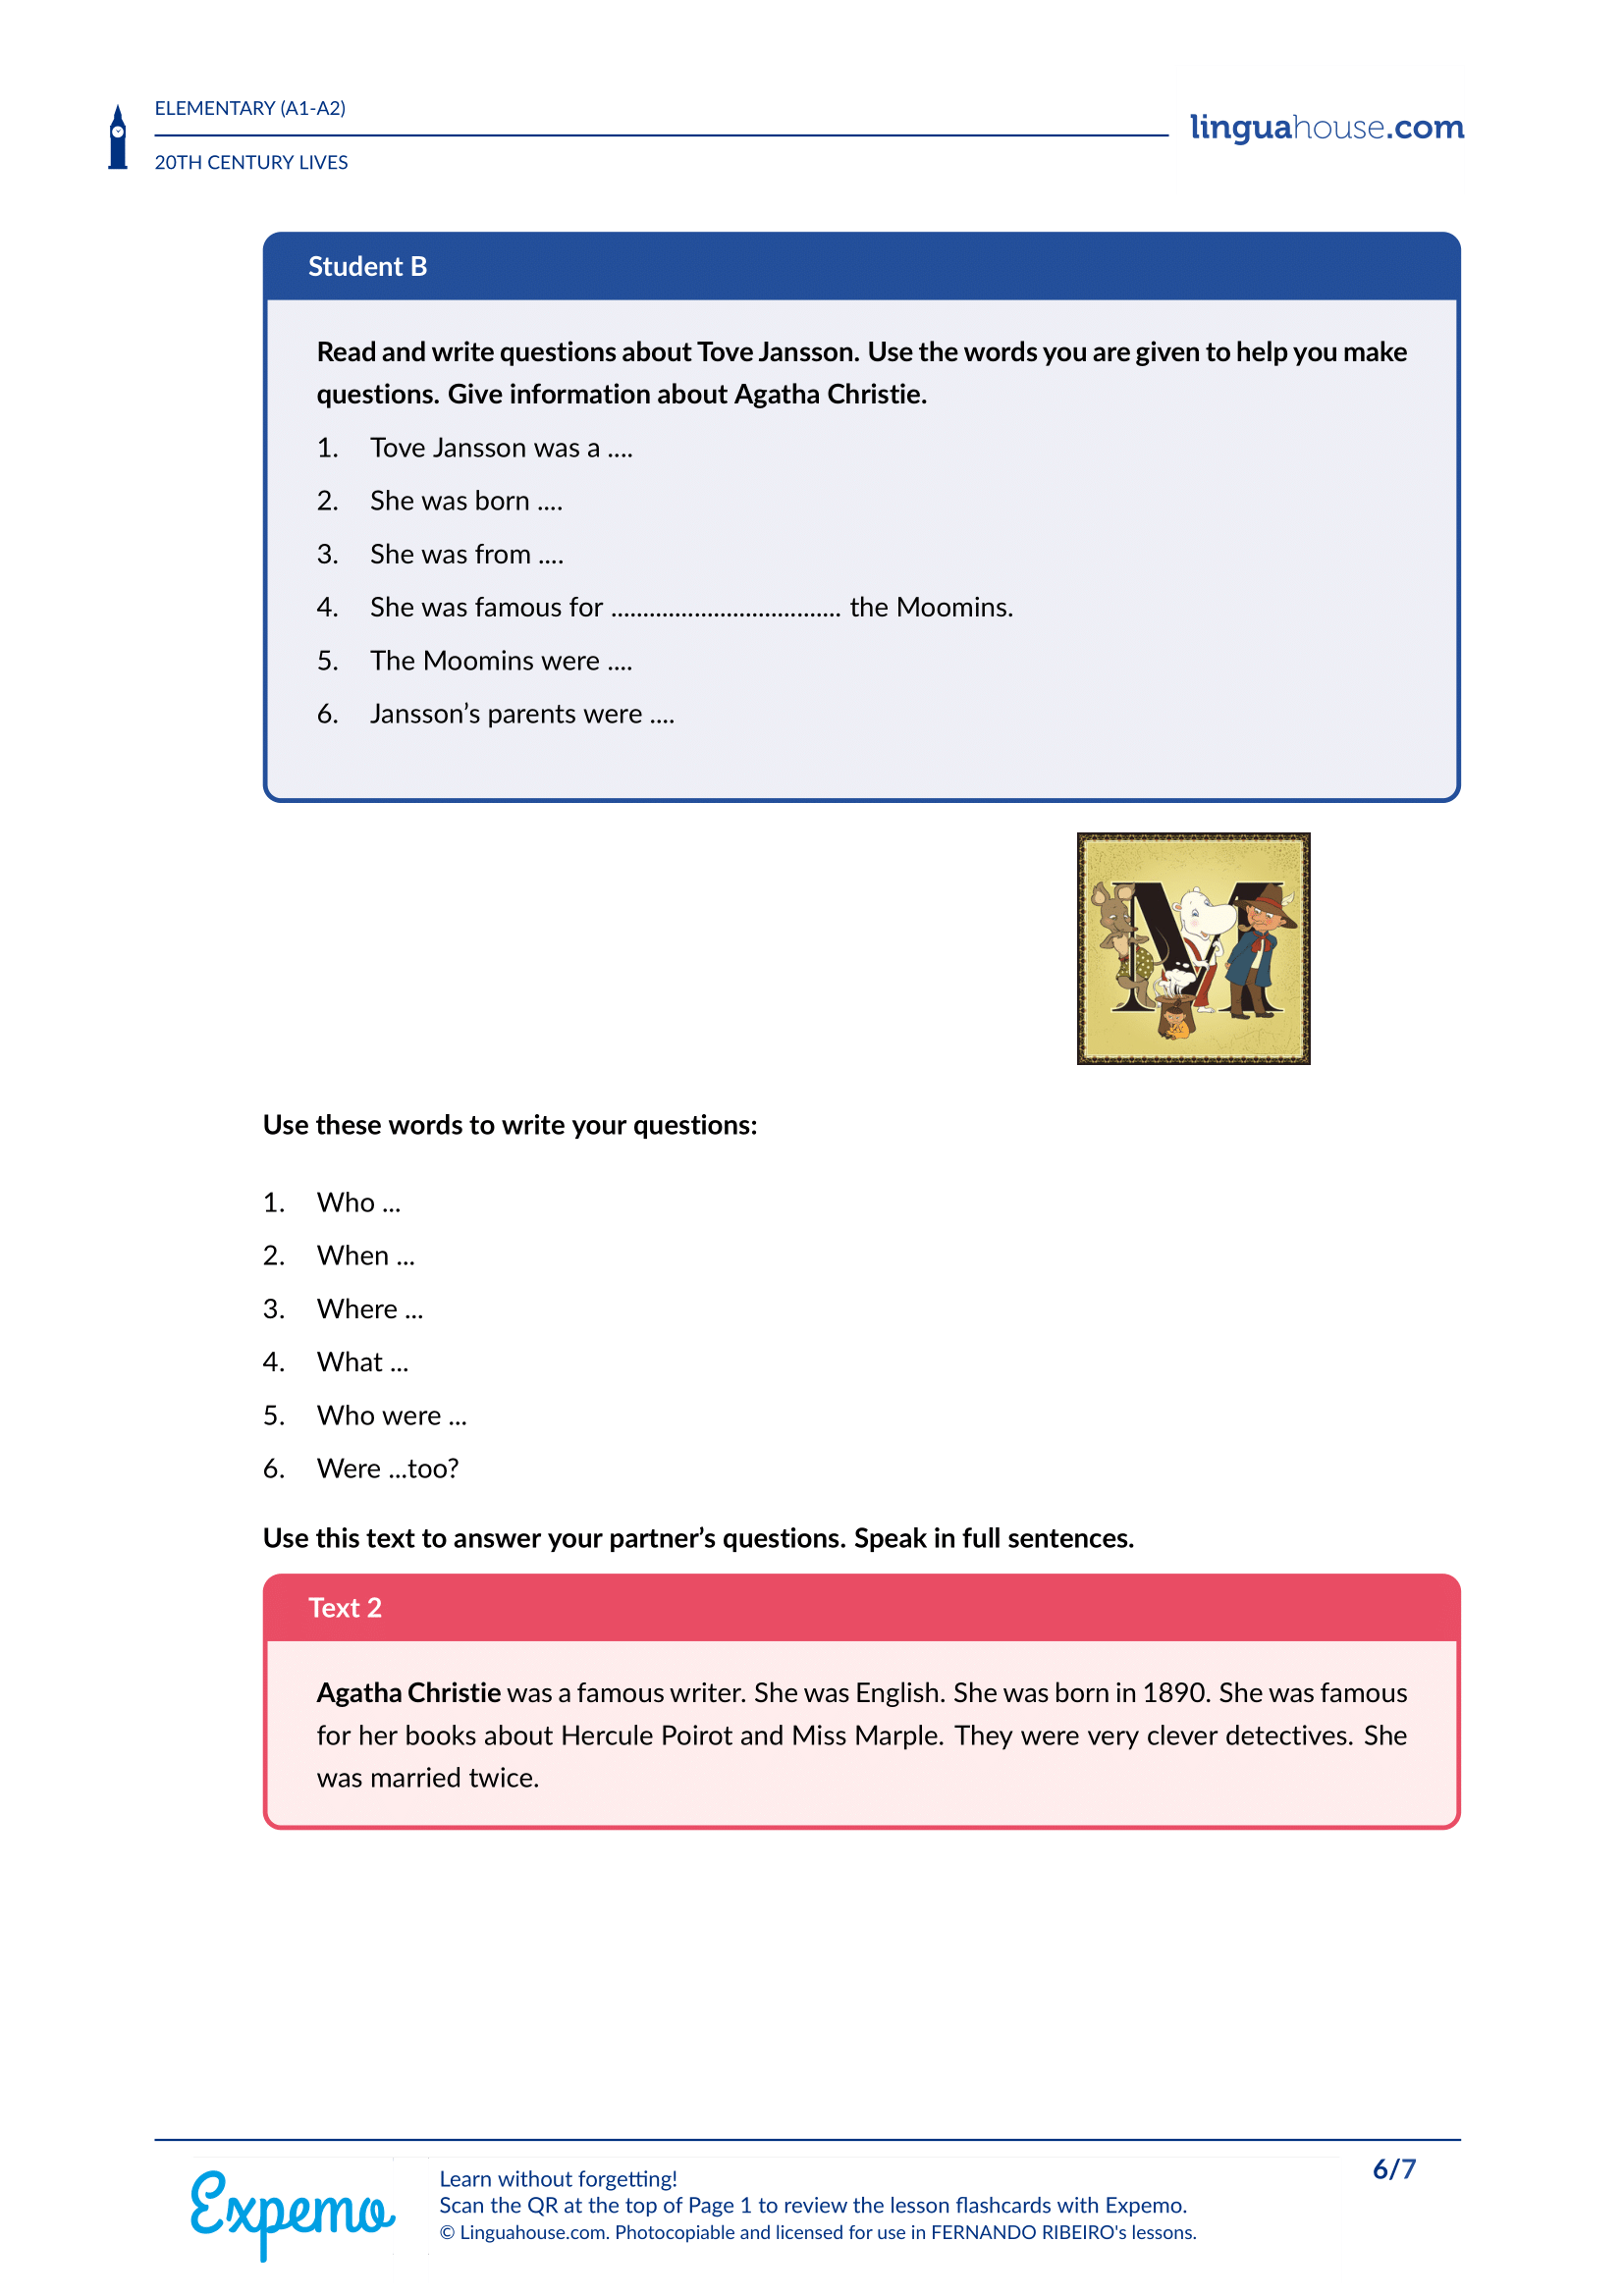 ELEMENTARY (A1-A2)
linguahouse.com
20TH CENTURY LIVES
Student B
Read and write questions about Tove Jansson. Use the words you are given to help you make
questions. Give information about Agatha Christie.
1. Tove Jansson was a ....
2. She was born ....
3. She was from ....
4. She was famous for .................................... the Moomins.
5. The Moomins were ....
6. Jansson’s parents were ....
M
Use these words to write your questions:
1. Who ...
2. When ...
3. Where ...
4. What ...
5. Who were ...
6. Were ...too?
Use this text to answer your partner’s questions. Speak in full sentences.
Text 2
Agatha Christie was a famous writer. She was English. She was born in 1890. She was famous
for her books about Hercule Poirot and Miss Marple. They were very clever detectives. She
was married twice.
Expemo
Learn without forgetting!
Scan the QR at the top of Page 1 to review the lesson flashcards with Expemo.
© Linguahouse.com. Photocopiable and licensed for use in FERNANDO RIBEIRO's lessons.
6/7